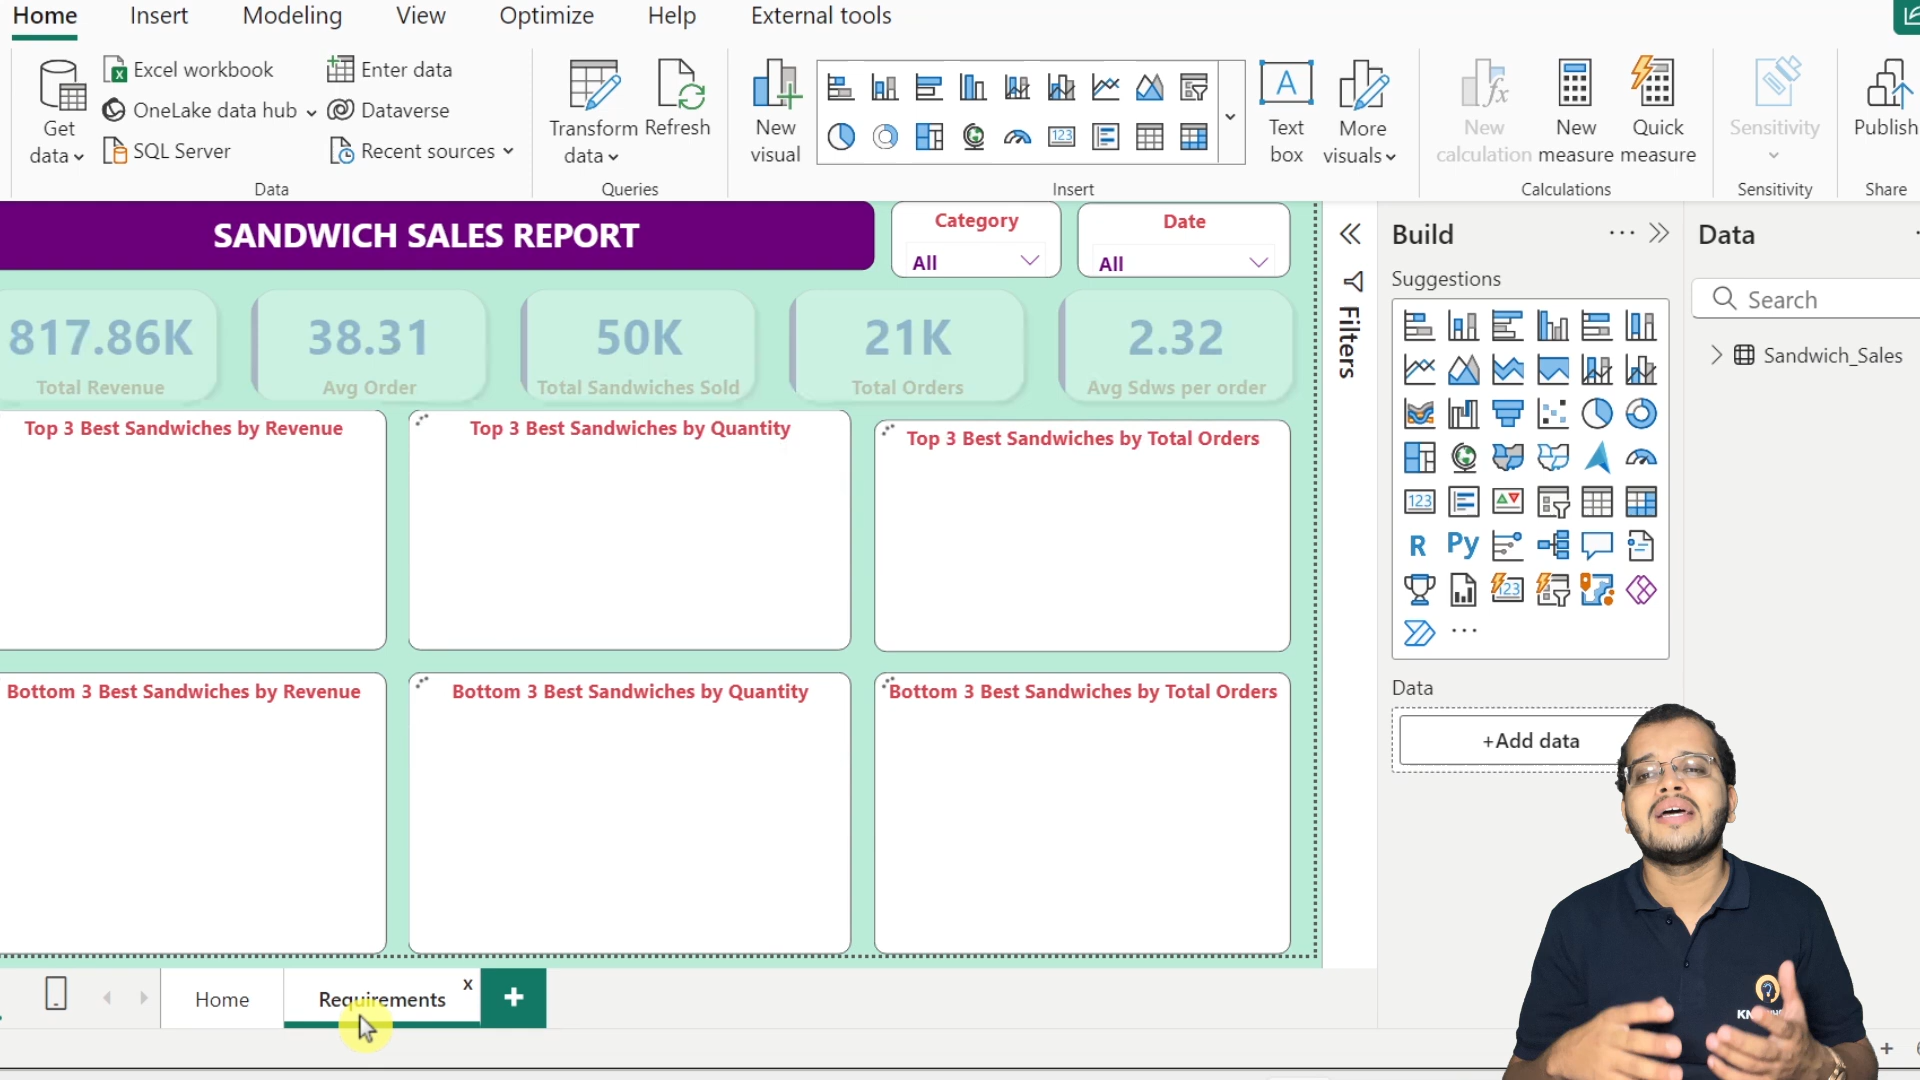 Home Insert Modeling View Optimize Help External tools
Get data
Excel workbook
OneLake data hub
SQL Server
Enter data
Dataverse
Recent sources
Data
Transform data
Refresh
Queries
New visual
123
Text box
More visuals
Insert
New calculation
New measure
Quick measure
Calculations
Sensitivity
Sensitivity
Publish
Share
SANDWICH SALES REPORT
Category
All
Date
All
817.86K
Total Revenue
38.31
Avg Order
50K
Total Sandwiches Sold
21K
Total Orders
2.32
Avg Sdws per order
Top 3 Best Sandwiches by Revenue
Top 3 Best Sandwiches by Quantity
Top 3 Best Sandwiches by Total Orders
Bottom 3 Best Sandwiches by Revenue
Bottom 3 Best Sandwiches by Quantity
Bottom 3 Best Sandwiches by Total Orders
Filters
Build
Suggestions
123
R Py
123
Data
+Add data
Data
Search
Sandwich_Sales
Home
Requirements x
+